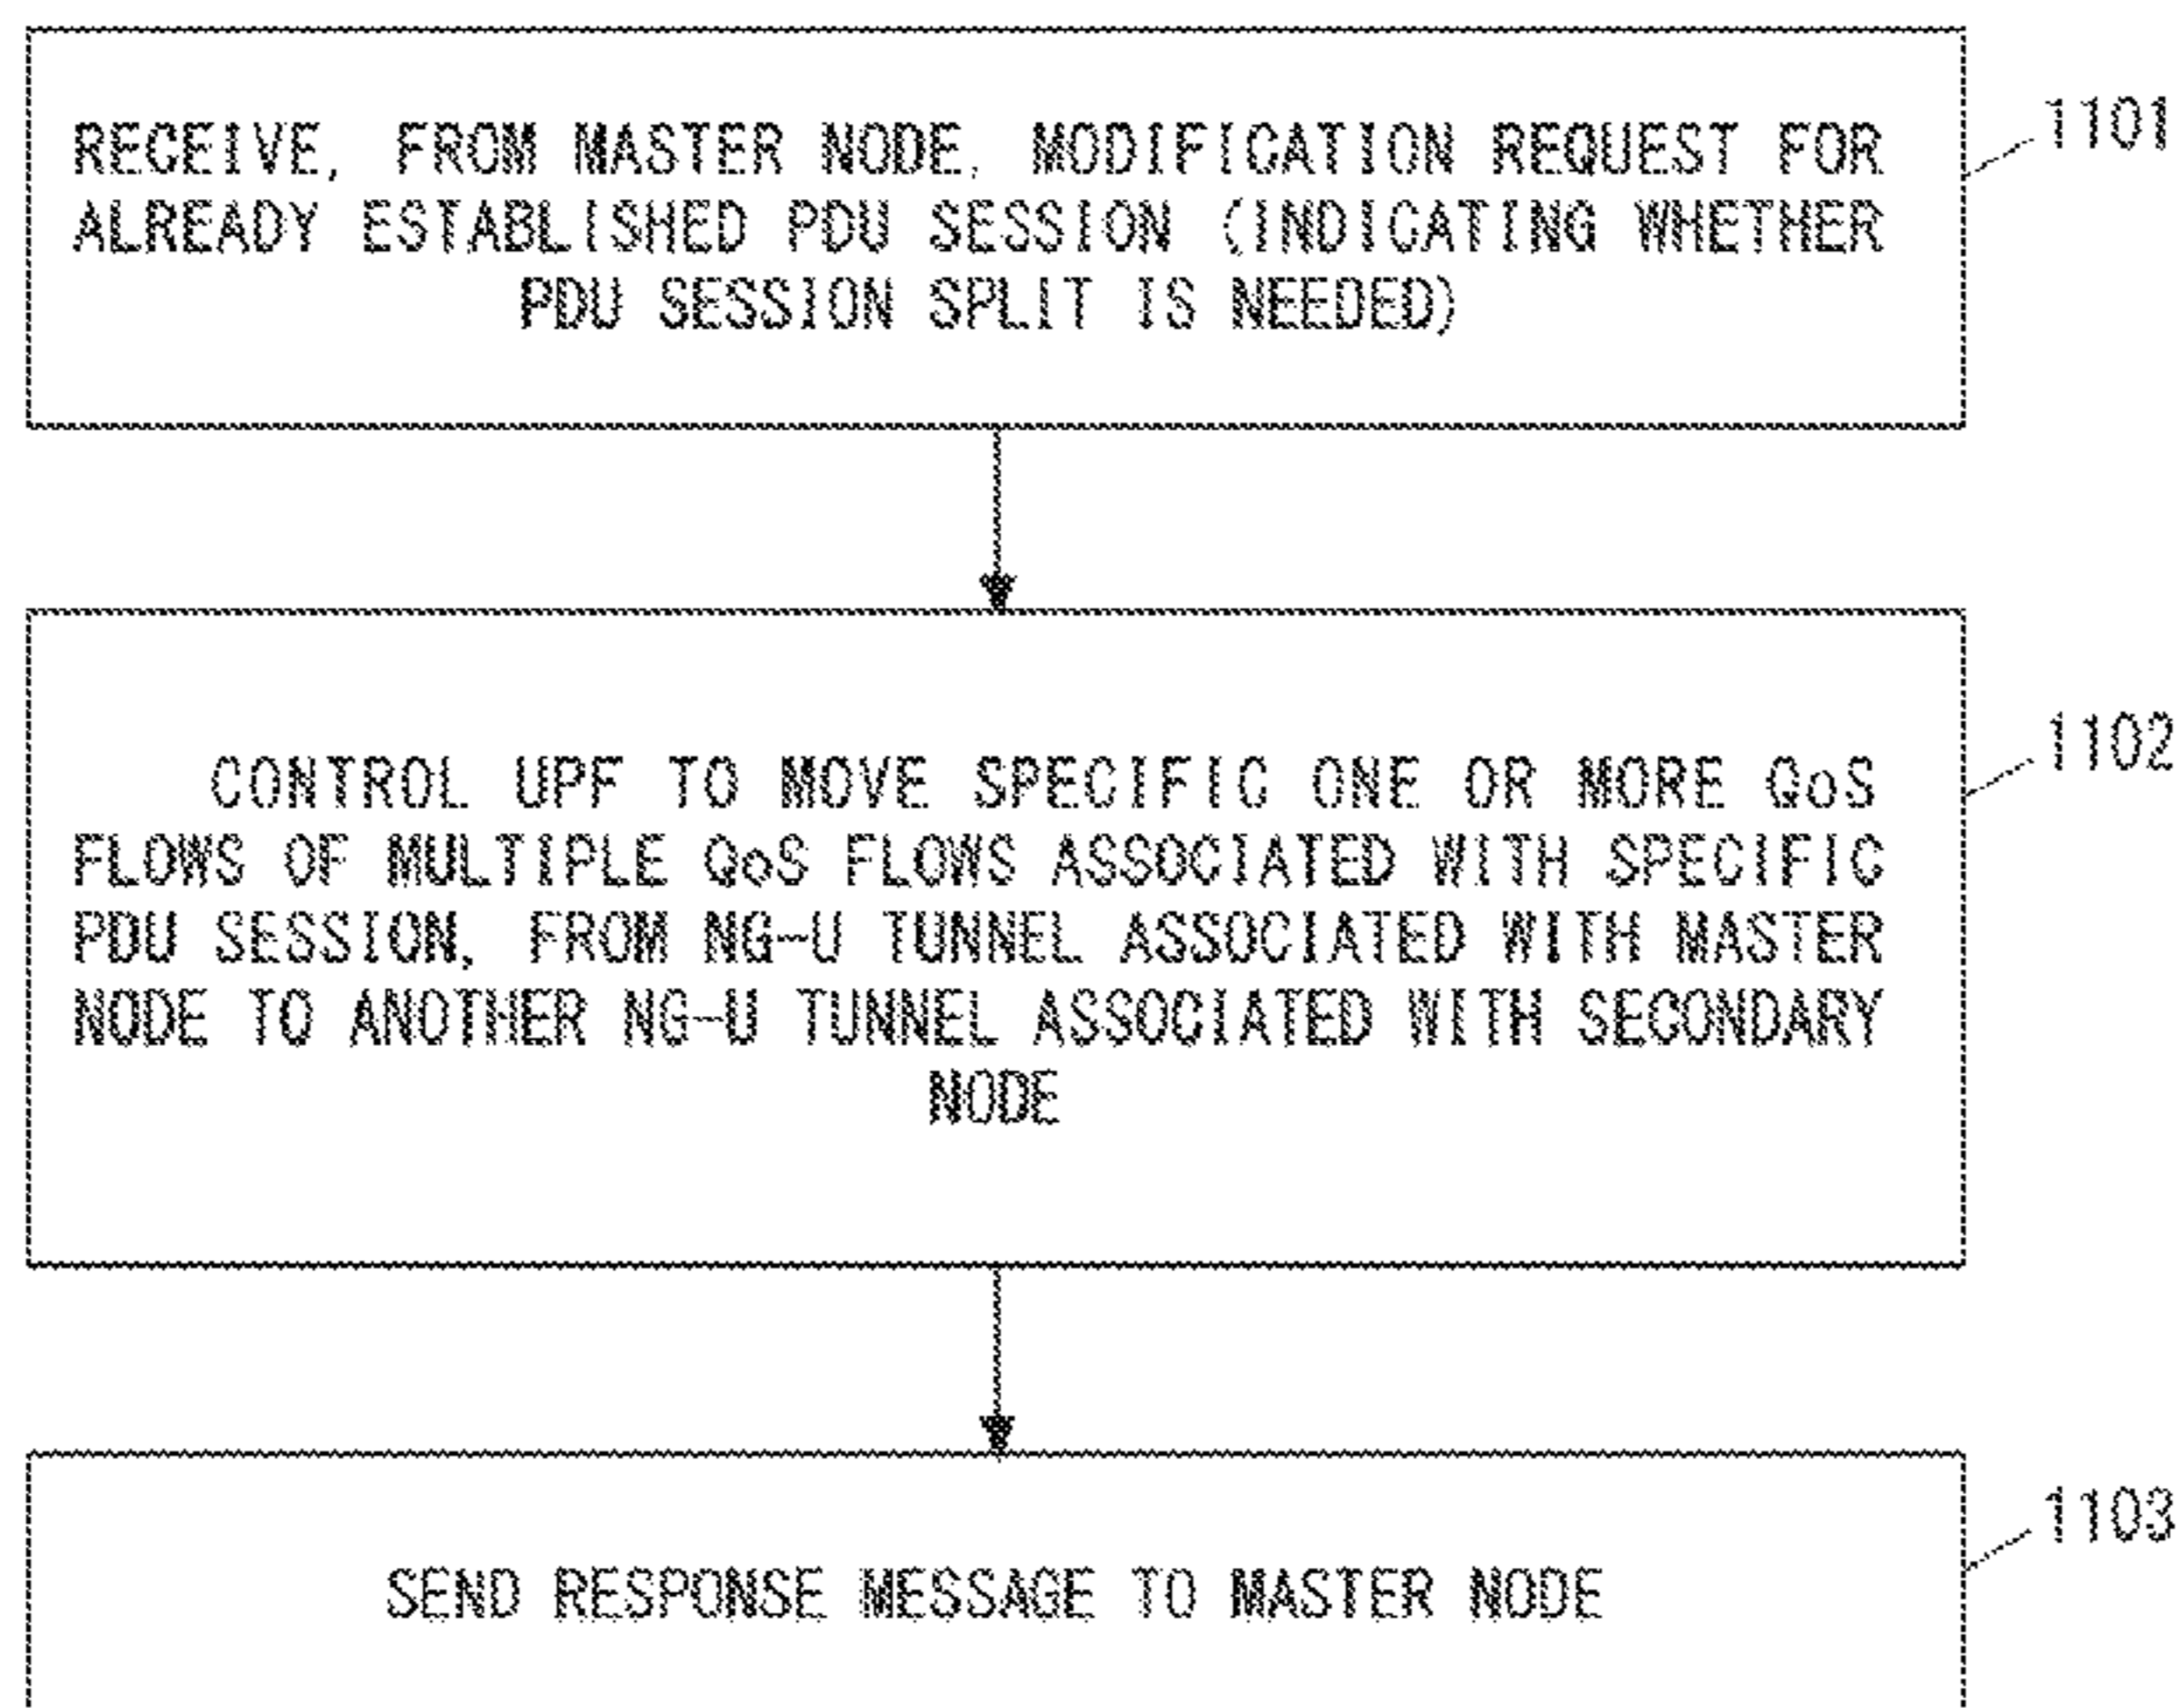 RECEIVE, FROM MASTER NODE, MODIFICATION REQUEST FOR
ALREADY ESTABLISHED PDU SESSION (INDICATING WHETHER
PDU SESSION SPLIT IS NEEDED)
1101
CONTROL UPF TO MOVE SPECIFIC ONE OR MORE QoS
FLOWS OF MULTIPLE QoS FLOWS ASSOCIATED WITH SPECIFIC
PDU SESSION, FROM NG-U TUNNEL ASSOCIATED WITH MASTER
NODE TO ANOTHER NG-U TUNNEL ASSOCIATED WITH SECONDARY
NODE
1102
SEND RESPONSE MESSAGE TO MASTER NODE
1103